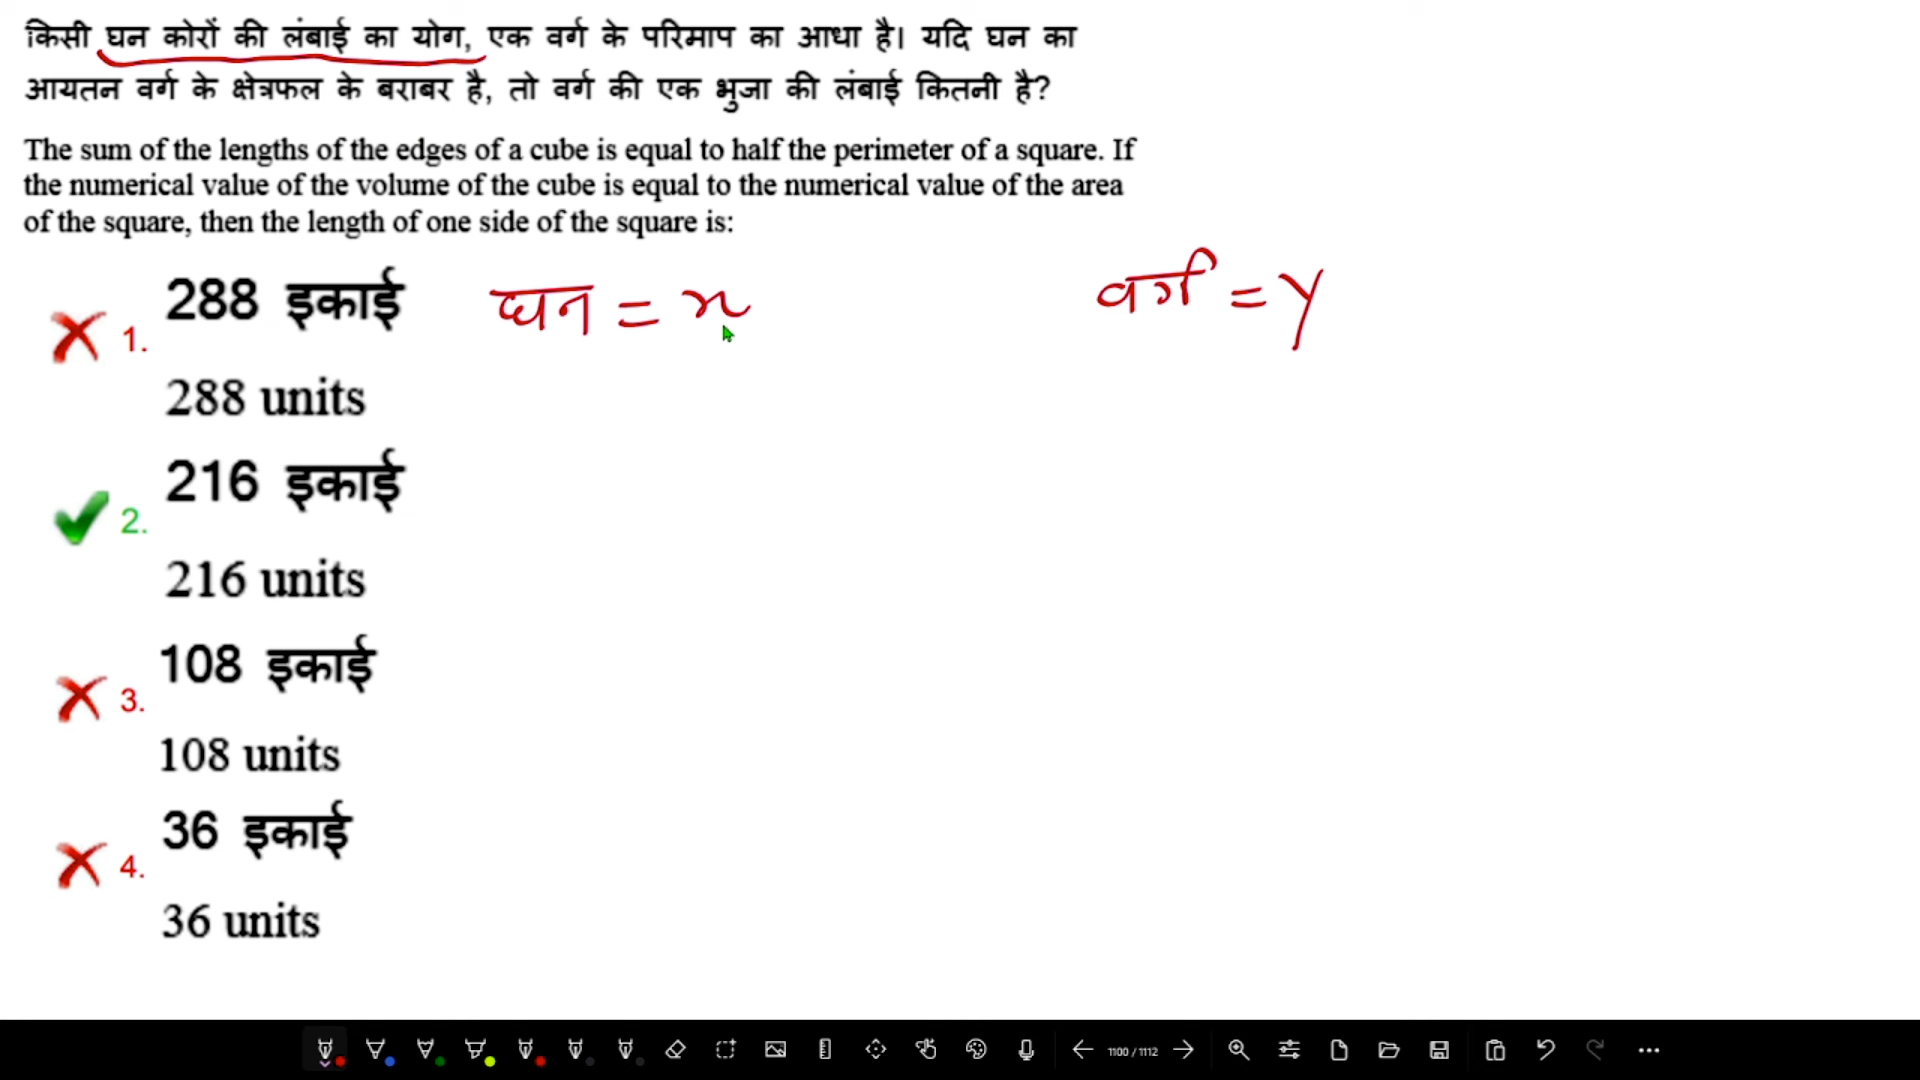 किसी घन कोरों की लंबाई का योग, एक वर्ग के परिमाप का आधा है। यदि घन का
आयतन वर्ग के क्षेत्रफल के बराबर है, तो वर्ग की एक भुजा की लंबाई कितनी है?
The sum of the lengths of the edges of a cube is equal to half the perimeter of a square. If
the numerical value of the volume of the cube is equal to the numerical value of the area
of the square, then the length of one side of the square is:
घन = x
वर्ग = y
1. 288 इकाई
288 units
2. 216 इकाई
216 units
3. 108 इकाई
108 units
4. 36 इकाई
36 units
1100 / 1112